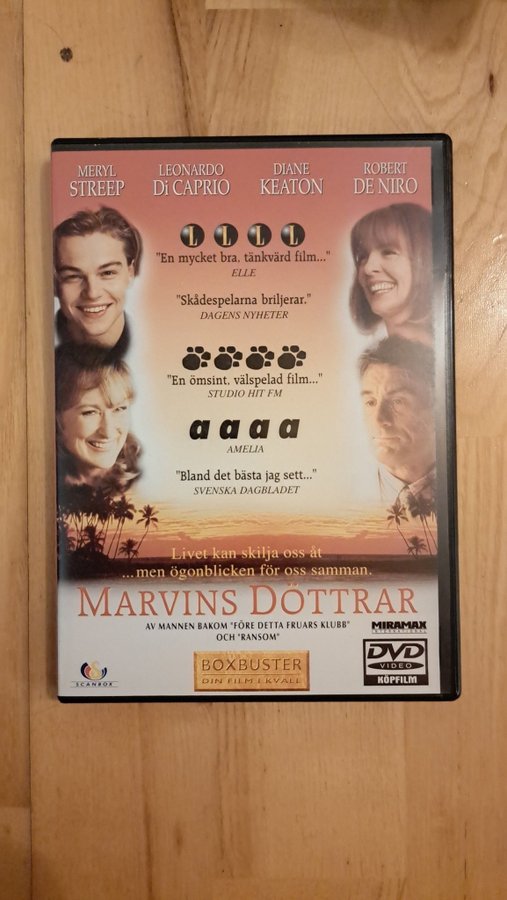 MERYL STREEP
LEONARDO DI CAPRIO
DIANE KEATON
ROBERT DE NIRO
L L L L
"En mycket bra, tänkvärd film..."
ELLE
"Skådespelarna briljerar."
DAGENS NYHETER
"En ömsint, välspelad film..."
STUDIO HIT FM
a a a a
AMELIA
"Bland det bästa jag sett..."
SVENSKA DAGBLADET
Livet kan skilja oss åt
...men ögonblicken för oss samman.
MARVINS DÖTTRAR
AV MANNEN BAKOM "FÖRE DETTA FRUARS KLUBB"
OCH "RANSOM"
SCANBOX
BOXBUSTER
DIN FILM I KVÄLL
MIRAMAX
INTERNATIONAL
DVD
VIDEO
KÖPFILM